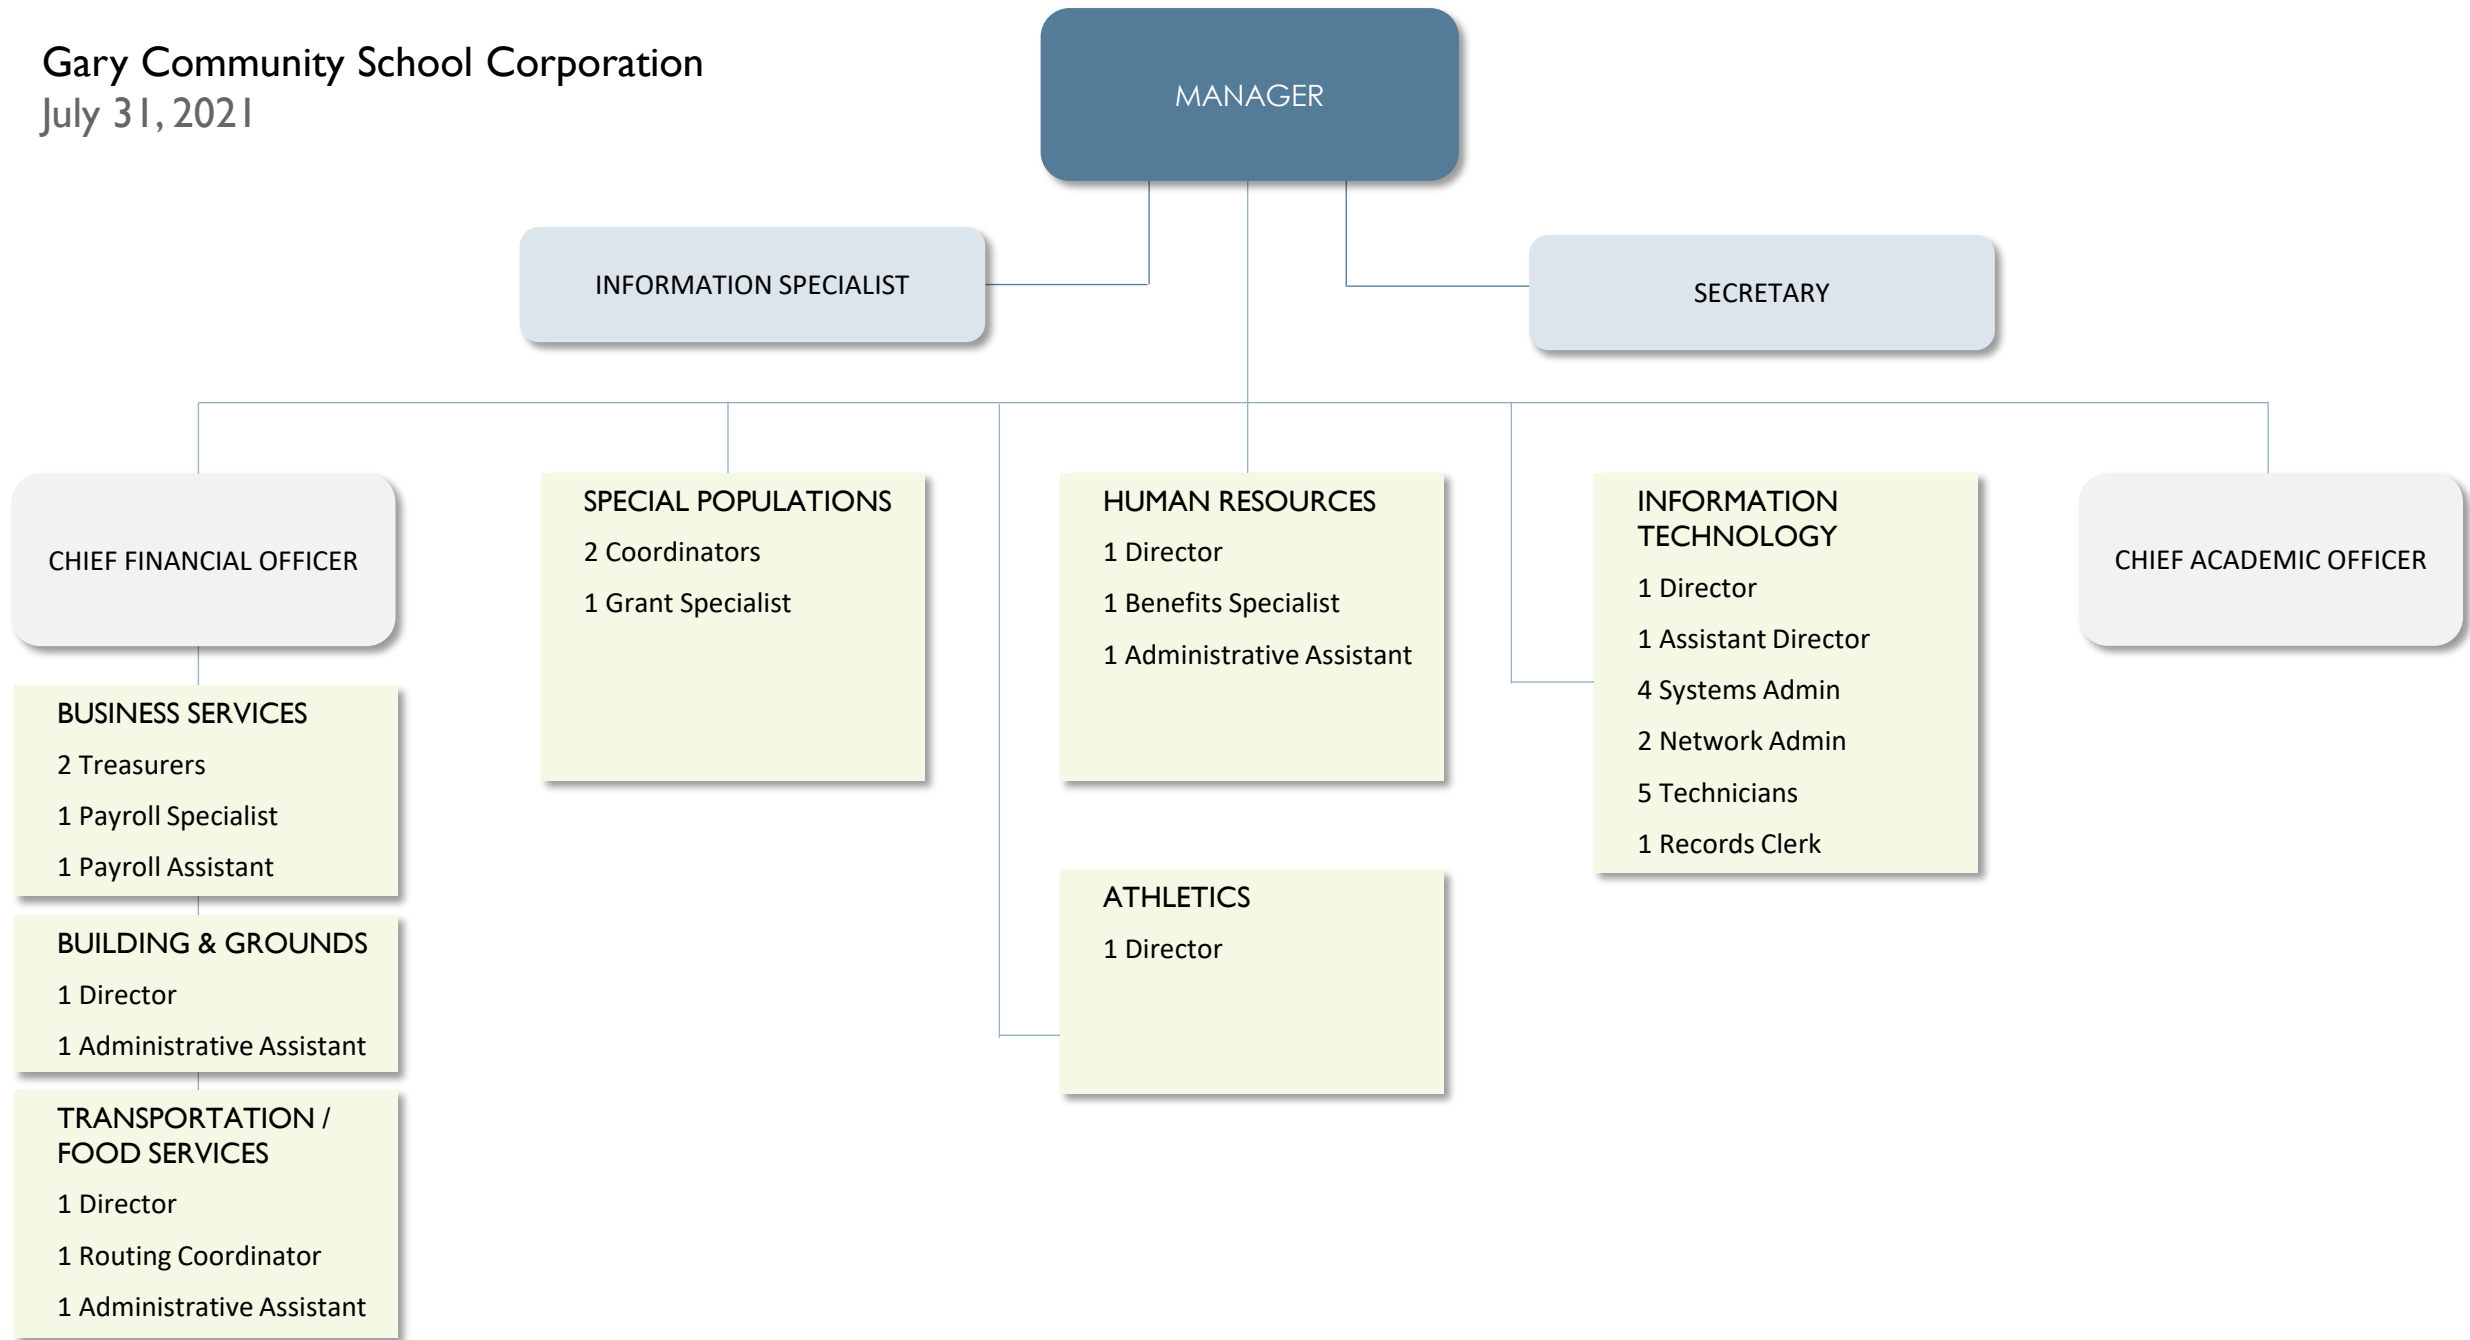 Gary Community School Corporation
July 31, 2021
MANAGER
INFORMATION SPECIALIST
SECRETARY
CHIEF FINANCIAL OFFICER
BUSINESS SERVICES
2 Treasurers
1 Payroll Specialist
1 Payroll Assistant
BUILDING & GROUNDS
1 Director
1 Administrative Assistant
TRANSPORTATION /
FOOD SERVICES
1 Director
1 Routing Coordinator
1 Administrative Assistant
SPECIAL POPULATIONS
2 Coordinators
1 Grant Specialist
HUMAN RESOURCES
1 Director
1 Benefits Specialist
1 Administrative Assistant
ATHLETICS
1 Director
INFORMATION
TECHNOLOGY
1 Director
1 Assistant Director
4 Systems Admin
2 Network Admin
5 Technicians
1 Records Clerk
CHIEF ACADEMIC OFFICER